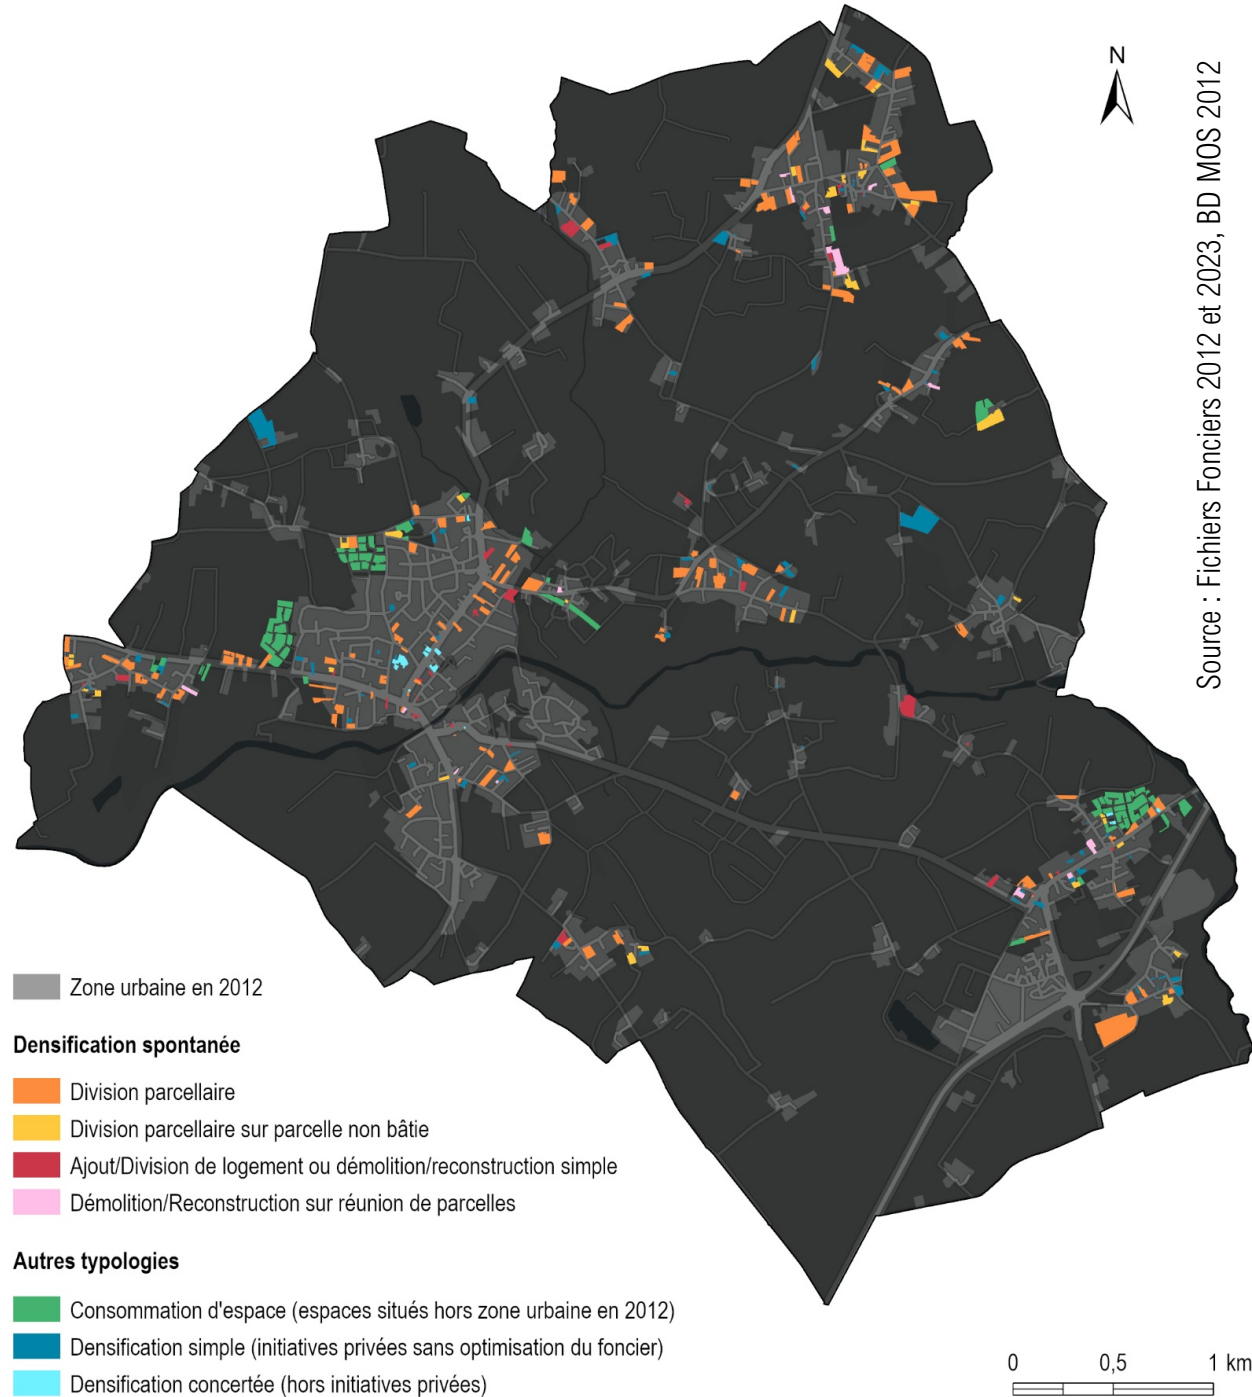 N
Source : Fichiers Fonciers 2012 et 2023, BD MOS 2012
Zone urbaine en 2012
Densification spontanée
Division parcellaire
Division parcellaire sur parcelle non bâtie
Ajout/Division de logement ou démolition/reconstruction simple
Démolition/Reconstruction sur réunion de parcelles
Autres typologies
Consommation d'espace (espaces situés hors zone urbaine en 2012)
Densification simple (initiatives privées sans optimisation du foncier)
Densification concertée (hors initiatives privées)
0 0,5 1 km